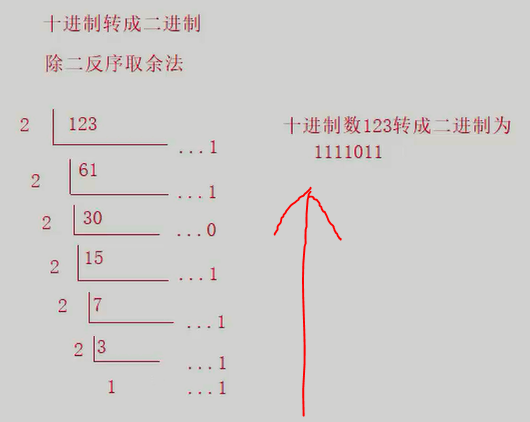 十进制转成二进制
除二反序取余法
2 123 ...1
2 61 ...1
2 30 ...0
2 15 ...1
2 7 ...1
2 3 ...1
1 ...1
十进制数123转成二进制为
1111011